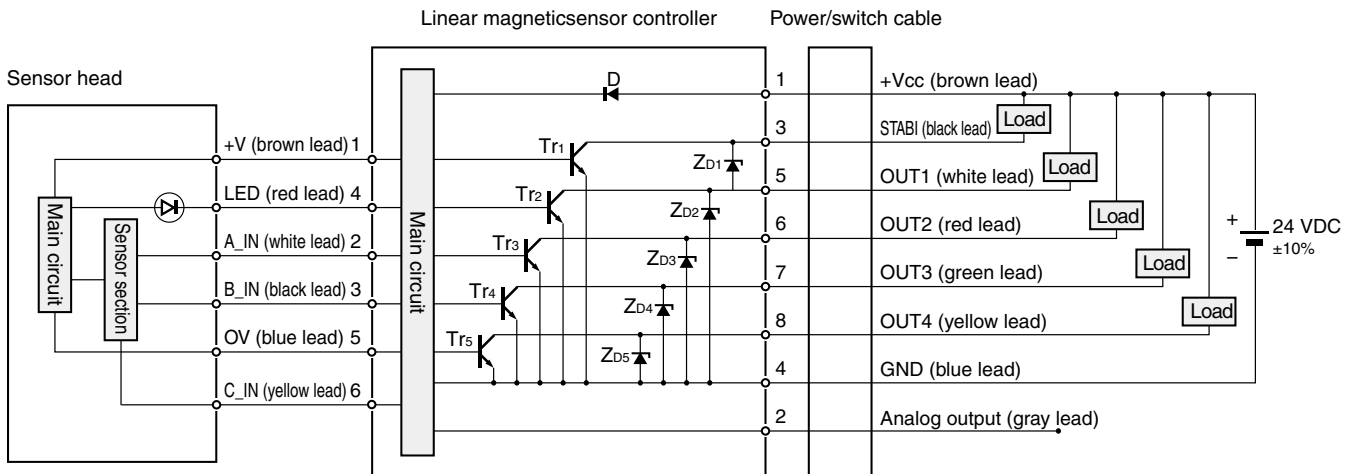 Linear magneticsensor controller
Power/switch cable
Sensor head
+V (brown lead) 1
LED (red lead) 4
A_IN (white lead) 2
B_IN (black lead) 3
OV (blue lead) 5
C_IN (yellow lead) 6
Main circuit
Sensor section
Main circuit
D
Tr1
Tr2
Tr3
Tr4
Tr5
ZD1
ZD2
ZD3
ZD4
ZD5
1
3
5
6
7
8
4
2
+Vcc (brown lead)
STABI (black lead)
OUT1 (white lead)
OUT2 (red lead)
OUT3 (green lead)
OUT4 (yellow lead)
GND (blue lead)
Analog output (gray lead)
Load
Load
Load
Load
Load
+
24 VDC
±10%
−